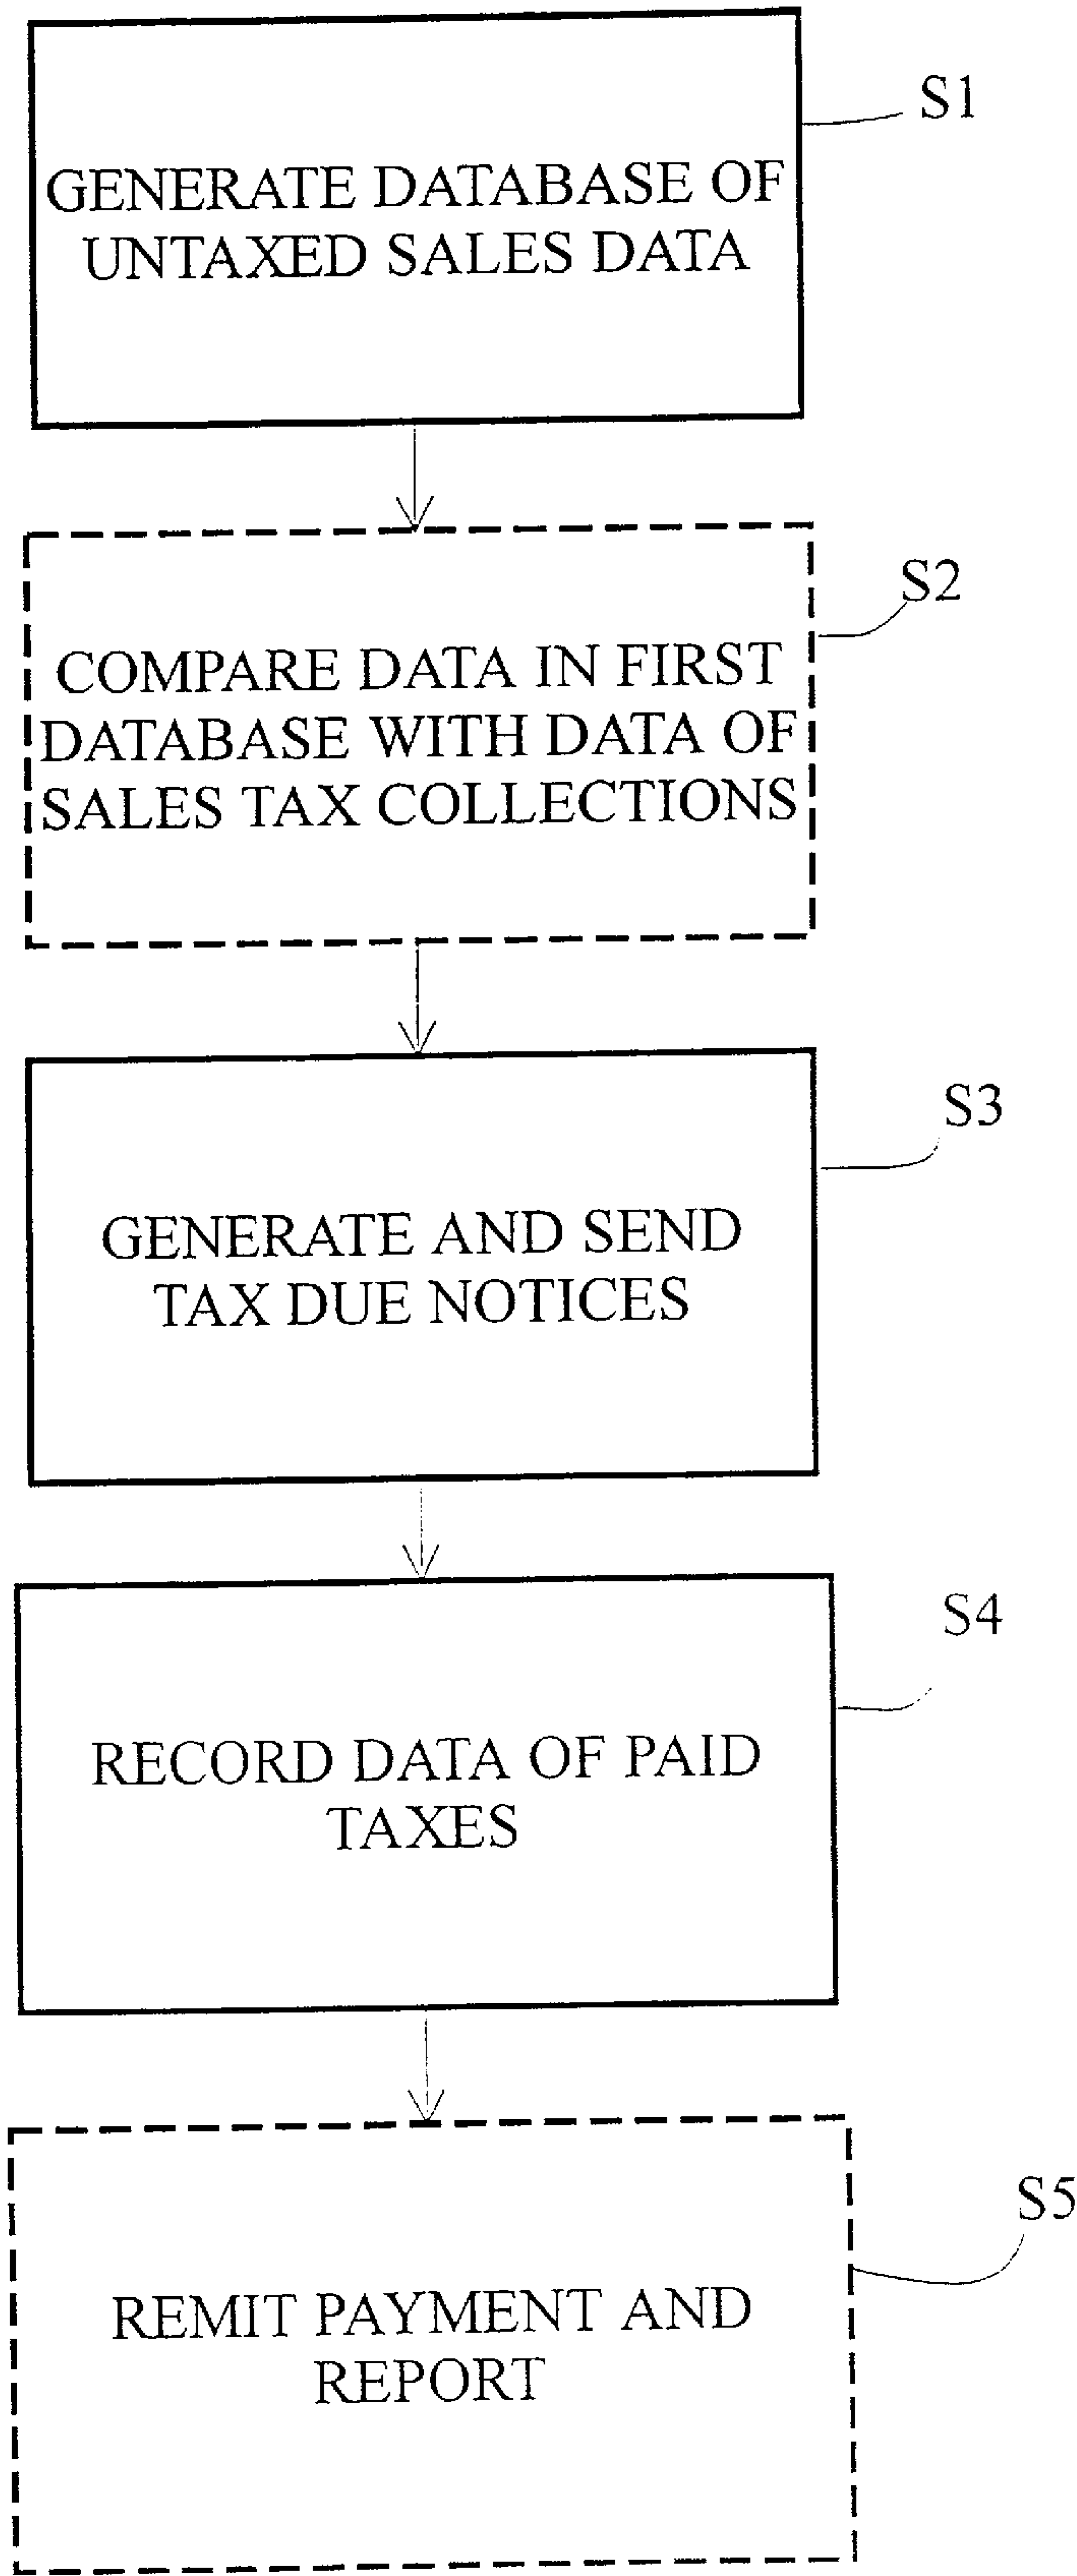 S1
GENERATE DATABASE OF
UNTAXED SALES DATA
S2
COMPARE DATA IN FIRST
DATABASE WITH DATA OF
SALES TAX COLLECTIONS
S3
GENERATE AND SEND
TAX DUE NOTICES
S4
RECORD DATA OF PAID
TAXES
S5
REMIT PAYMENT AND
REPORT